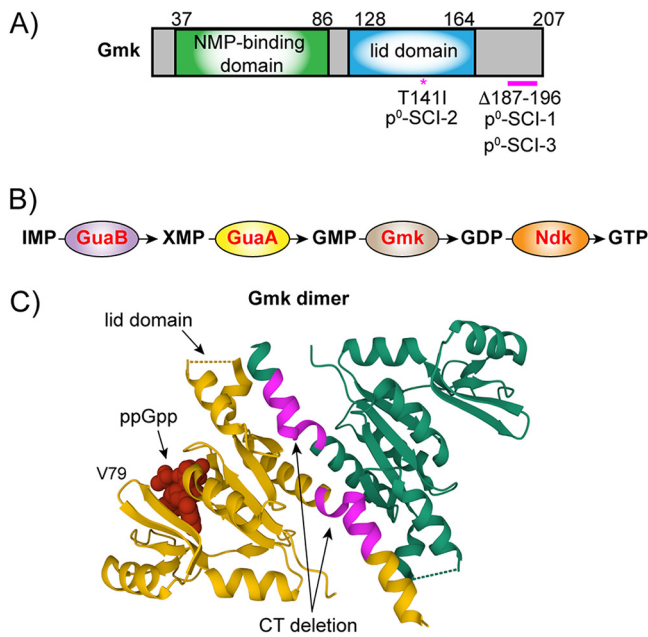 A)
37 86 128 164 207
Gmk
NMP-binding
domain
lid domain
*
T141I
p⁰-SCI-2
Δ187-196
p⁰-SCI-1
p⁰-SCI-3
B)
IMP GuaB XMP GuaA GMP Gmk GDP Ndk GTP
C)
Gmk dimer
lid domain
ppGpp
V79
CT deletion